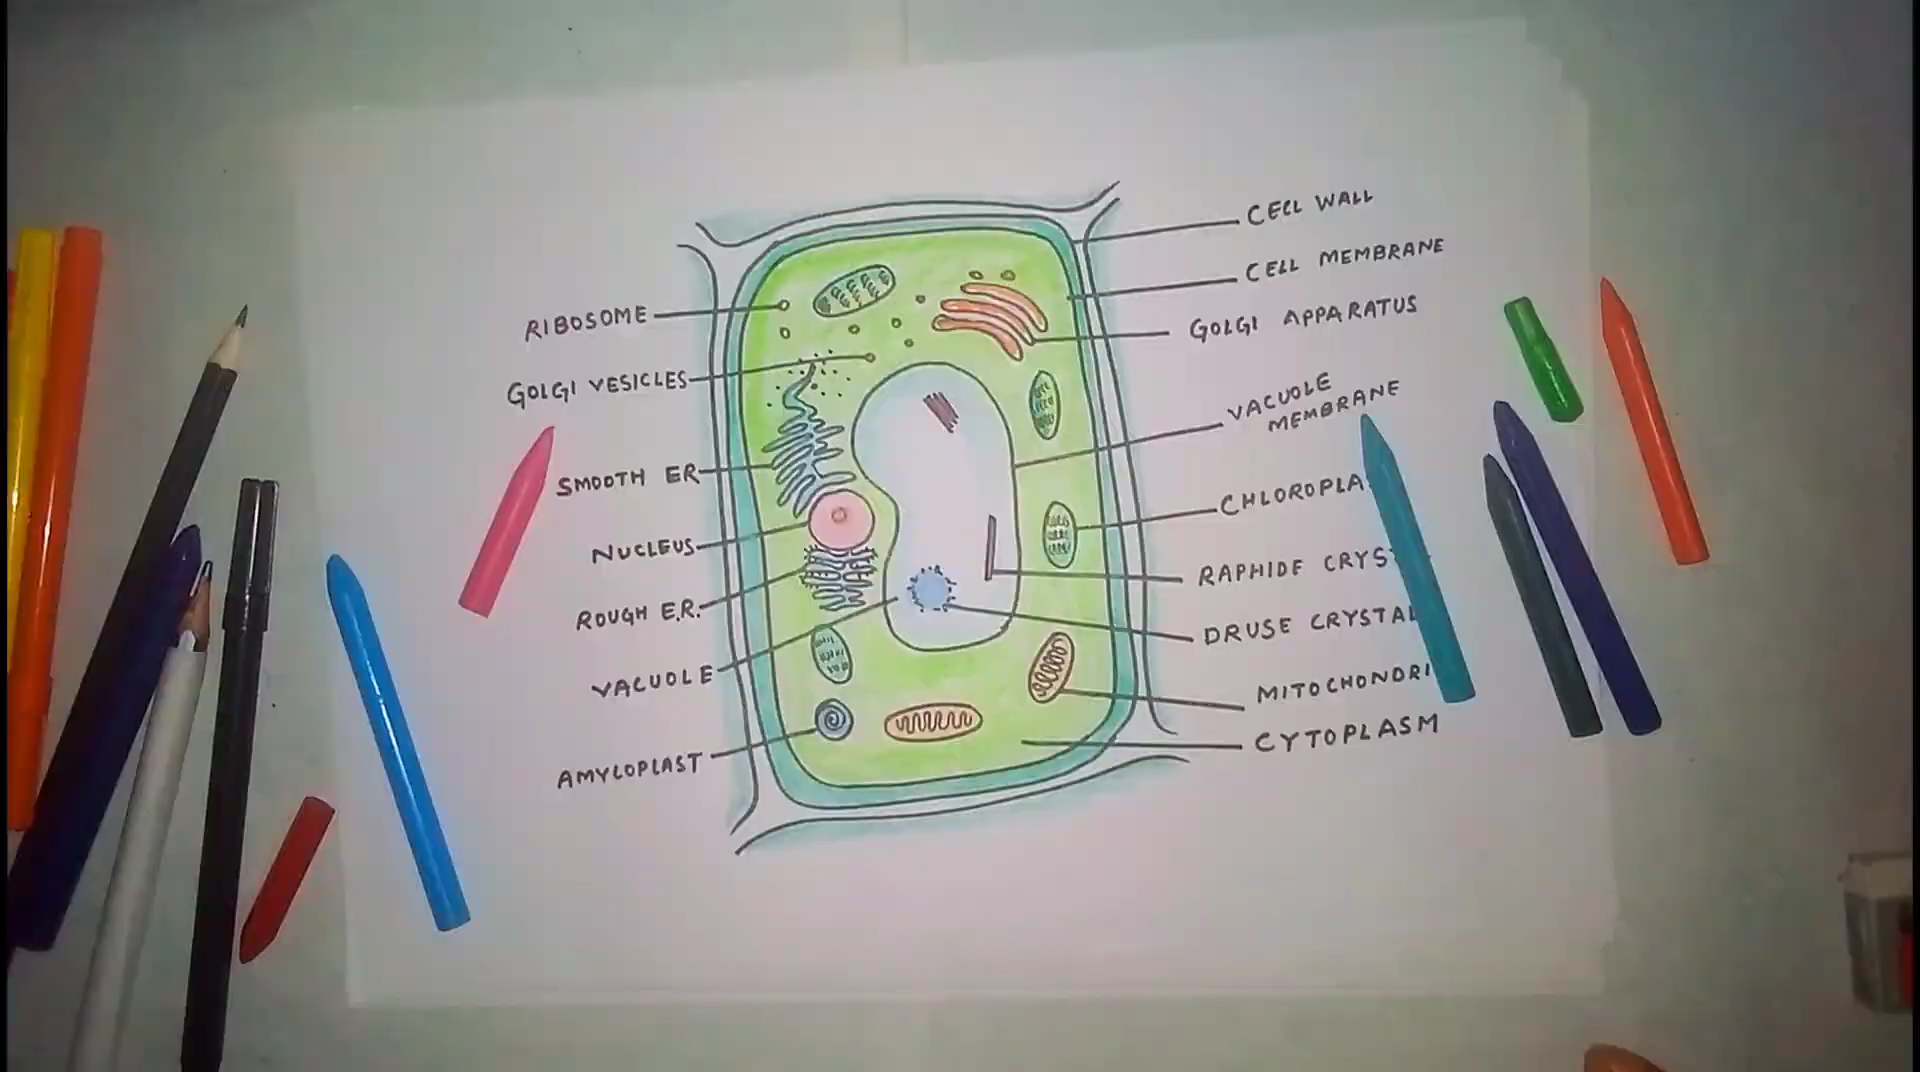 RIBOSOME
GOLGI VESICLES
SMOOTH ER
NUCLEUS
ROUGH E.R.
VACUOLE
AMYLOPLAST
CELL WALL
CELL MEMBRANE
GOLGI APPARATUS
VACUOLE
MEMBRANE
CHLOROPLA
RAPHIDE CRYS
DRUSE CRYSTAL
MITOCHONDRI
CYTOPLASM